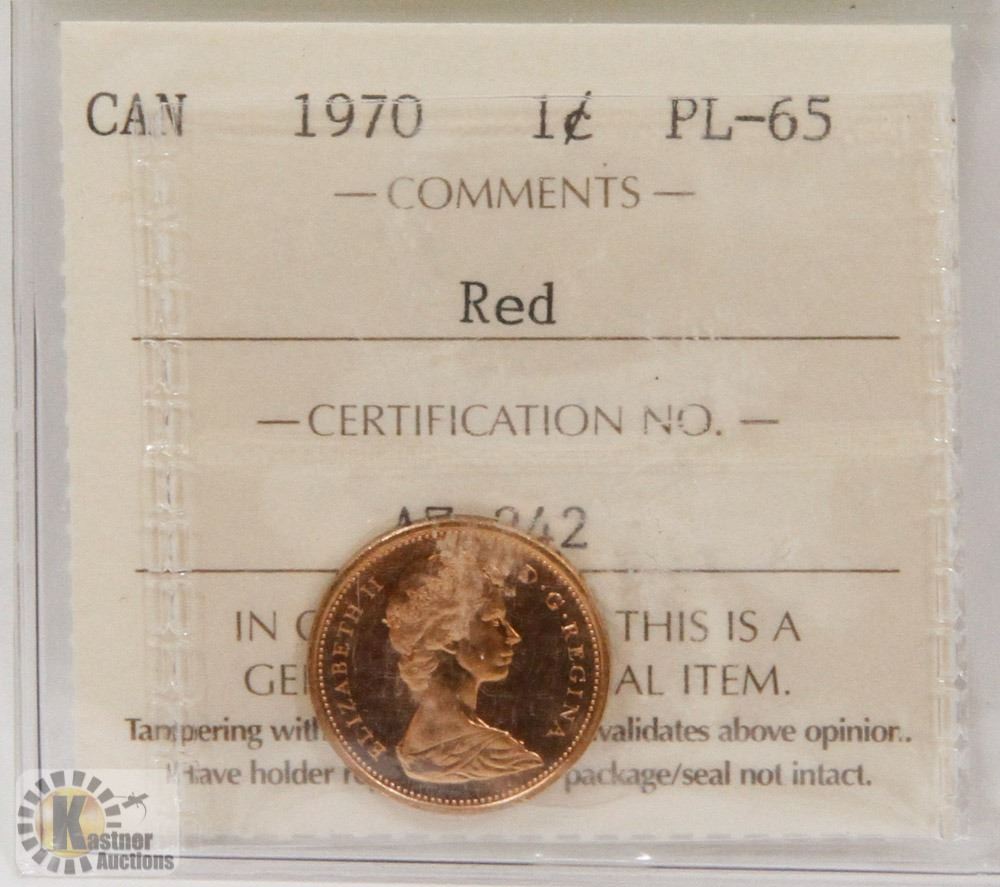 CAN 1970 1¢ PL-65
— COMMENTS —
Red
— CERTIFICATION NO. —
242
IN THIS IS A
AL ITEM.
Tampering with validates above opinion..
Have holder package/seal not intact.
ELIZABETH II D·G·REGINA
Kastner
Auctions